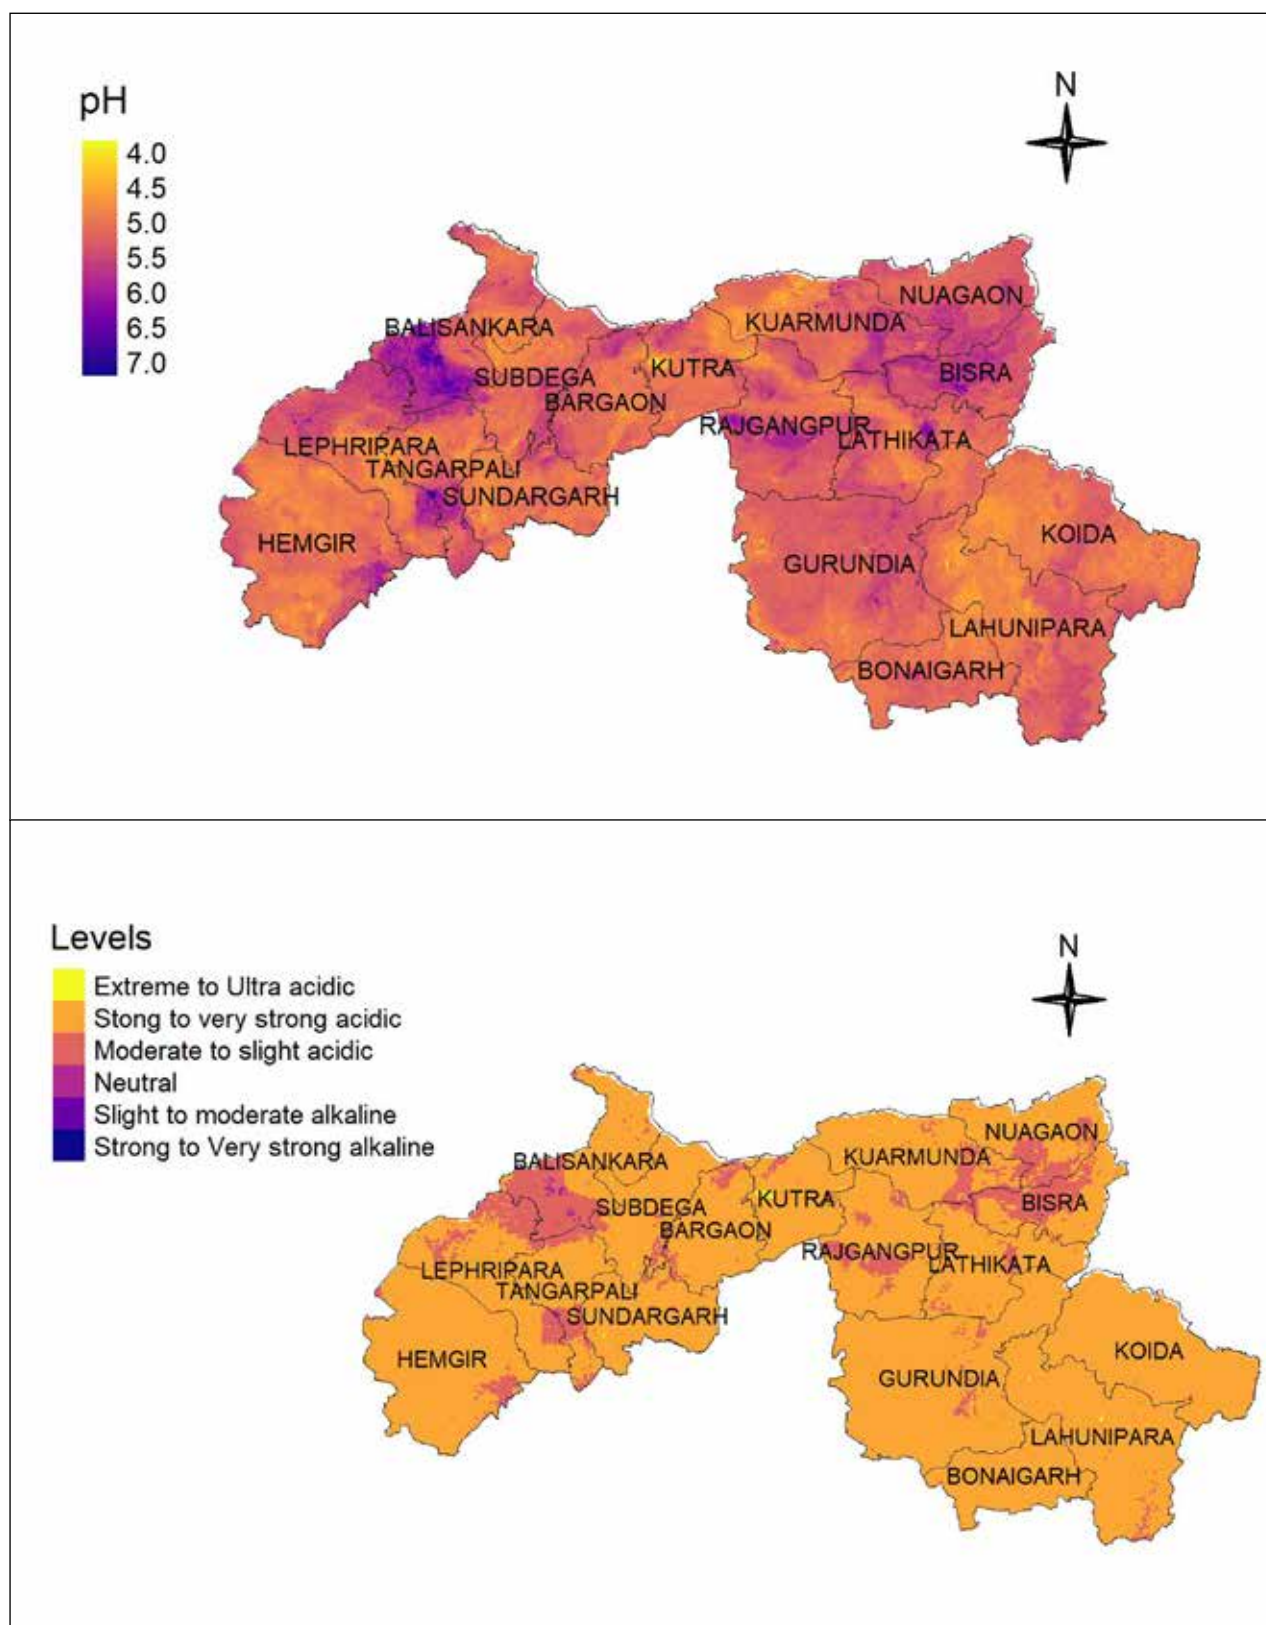 N
pH
4.0
4.5
5.0
5.5
6.0
6.5
7.0
NUAGAON
BALISANKARA
KUARMUNDA
KUTRA
BISRA
SUBDEGA
BARGAON
RAJGANGPUR
LATHIKATA
LEPHRIPARA
TANGARPALI
SUNDARGARH
HEMGIR
KOIDA
GURUNDIA
LAHUNIPARA
BONAIGARH
Levels
N
Extreme to Ultra acidic
Stong to very strong acidic
Moderate to slight acidic
Neutral
Slight to moderate alkaline
Strong to Very strong alkaline
NUAGAON
BALISANKARA
KUARMUNDA
KUTRA
BISRA
SUBDEGA
BARGAON
RAJGANGPUR
LATHIKATA
LEPHRIPARA
TANGARPALI
SUNDARGARH
HEMGIR
KOIDA
GURUNDIA
LAHUNIPARA
BONAIGARH